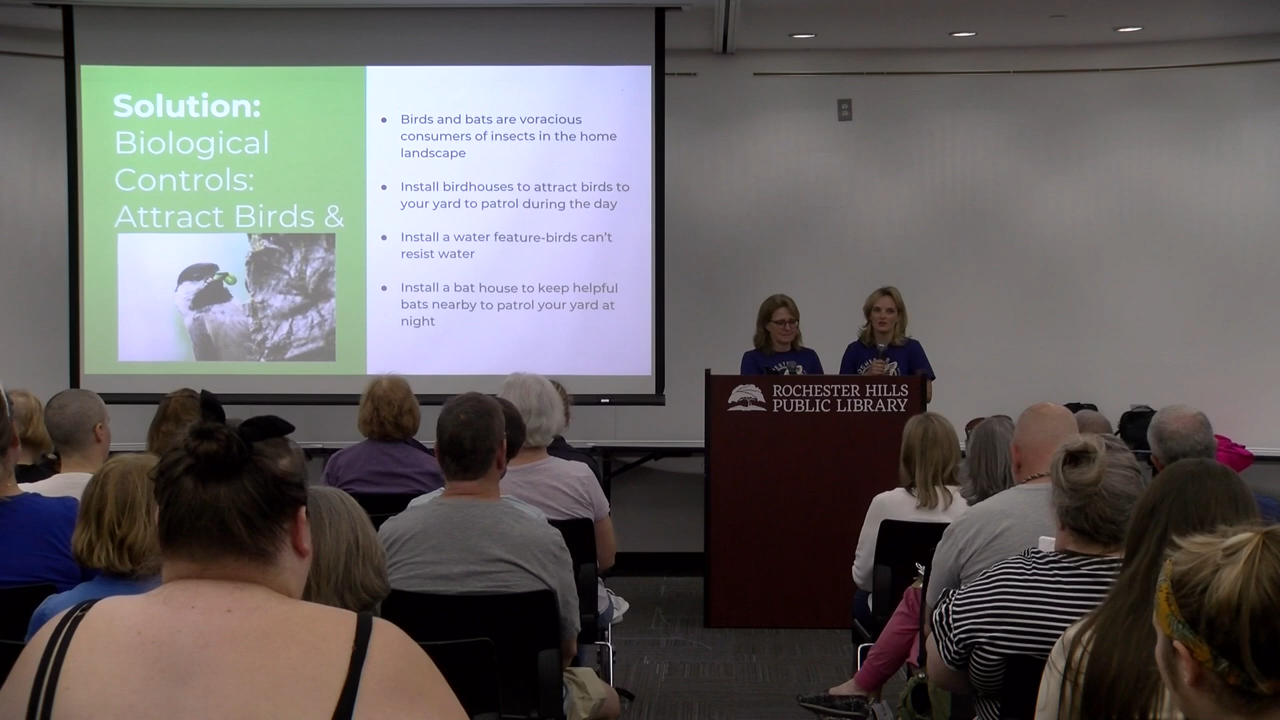 Solution:
Biological
Controls:
Attract Birds &
● Birds and bats are voracious
consumers of insects in the home
landscape
● Install birdhouses to attract birds to
your yard to patrol during the day
● Install a water feature-birds can't
resist water
● Install a bat house to keep helpful
bats nearby to patrol your yard at
night
ROCHESTER HILLS
PUBLIC LIBRARY